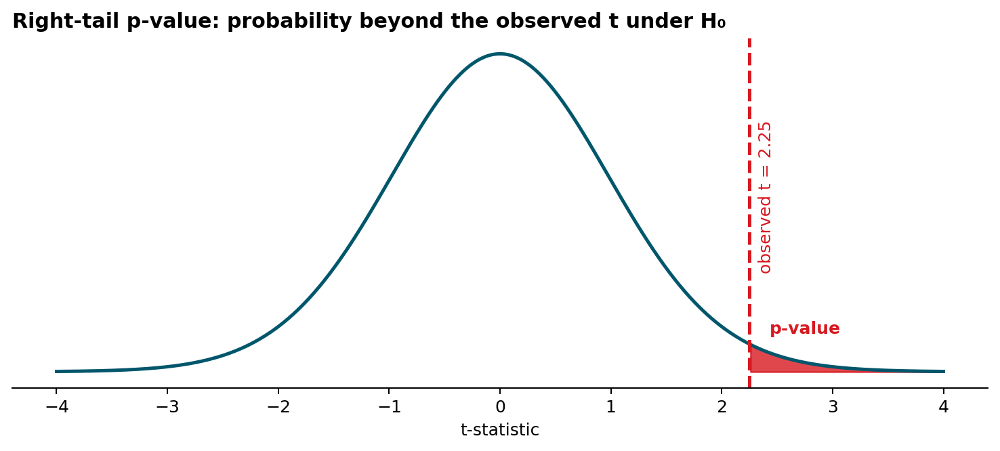 Right-tail p-value: probability beyond the observed t under H₀
observed t = 2.25
p-value
−4 −3 −2 −1 0 1 2 3 4
t-statistic